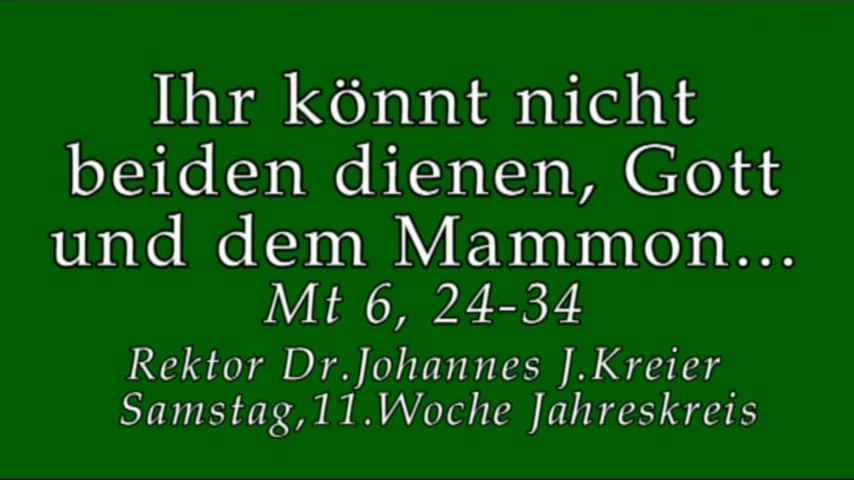 Ihr könnt nicht
beiden dienen, Gott
und dem Mammon...
Mt 6, 24-34
Rektor Dr.Johannes J.Kreier
Samstag,11.Woche Jahreskreis